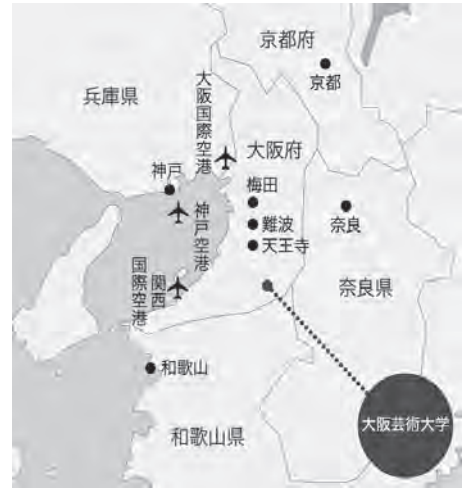 京都府
京都
兵庫県
大阪国際空港
大阪府
神戸
梅田
神戸空港
難波
奈良
天王寺
関西
国際空港
奈良県
和歌山
和歌山県
大阪芸術大学